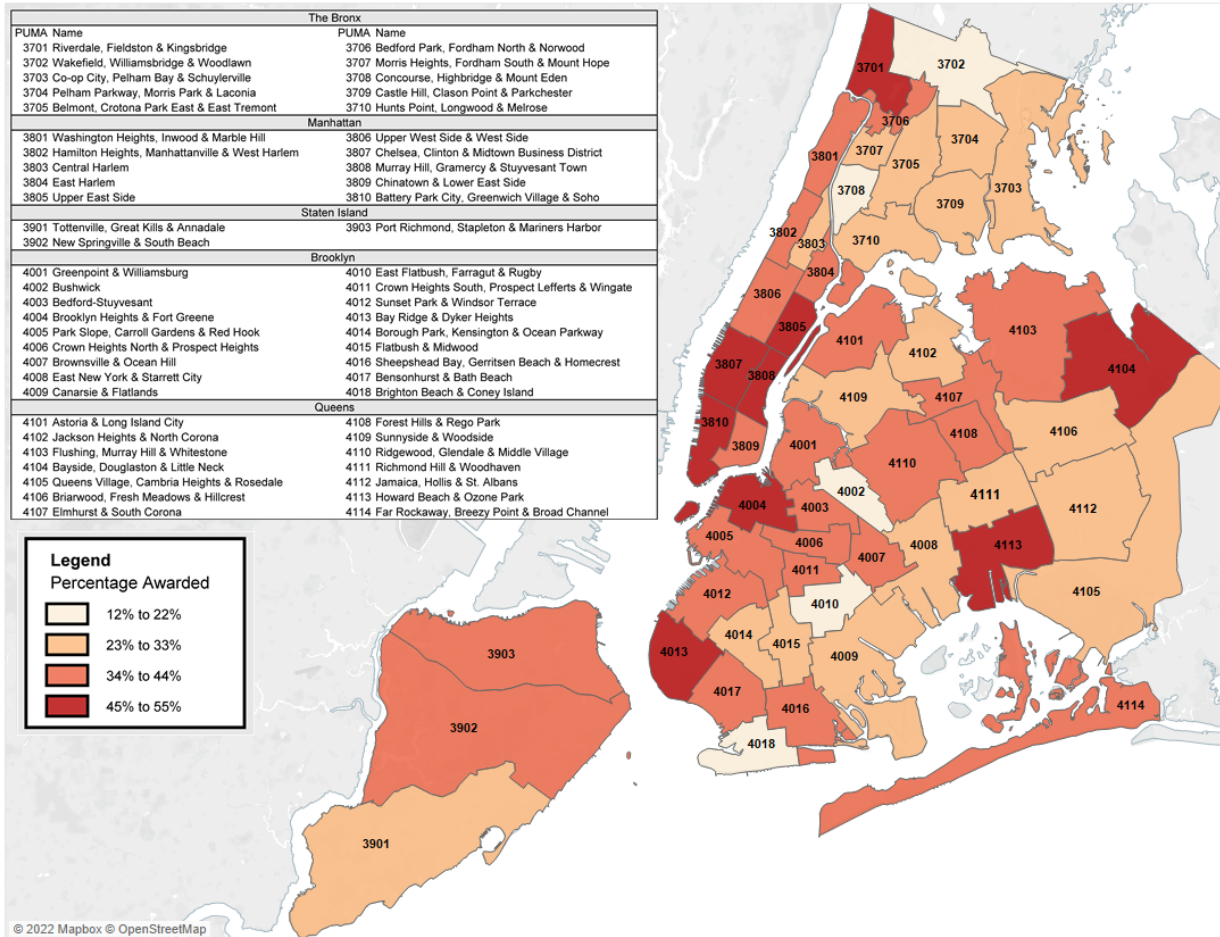 The Bronx
PUMA Name PUMA Name
3701 Riverdale, Fieldston & Kingsbridge 3706 Bedford Park, Fordham North & Norwood
3702 Wakefield, Williamsbridge & Woodlawn 3707 Morris Heights, Fordham South & Mount Hope
3703 Co-op City, Pelham Bay & Schuylerville 3708 Concourse, Highbridge & Mount Eden
3704 Pelham Parkway, Morris Park & Laconia 3709 Castle Hill, Clason Point & Parkchester
3705 Belmont, Crotona Park East & East Tremont 3710 Hunts Point, Longwood & Melrose
Manhattan
3801 Washington Heights, Inwood & Marble Hill 3806 Upper West Side & West Side
3802 Hamilton Heights, Manhattanville & West Harlem 3807 Chelsea, Clinton & Midtown Business District
3803 Central Harlem 3808 Murray Hill, Gramercy & Stuyvesant Town
3804 East Harlem 3809 Chinatown & Lower East Side
3805 Upper East Side 3810 Battery Park City, Greenwich Village & Soho
Staten Island
3901 Tottenville, Great Kills & Annadale 3903 Port Richmond, Stapleton & Mariners Harbor
3902 New Springville & South Beach
Brooklyn
4001 Greenpoint & Williamsburg 4010 East Flatbush, Farragut & Rugby
4002 Bushwick 4011 Crown Heights South, Prospect Lefferts & Wingate
4003 Bedford-Stuyvesant 4012 Sunset Park & Windsor Terrace
4004 Brooklyn Heights & Fort Greene 4013 Bay Ridge & Dyker Heights
4005 Park Slope, Carroll Gardens & Red Hook 4014 Borough Park, Kensington & Ocean Parkway
4006 Crown Heights North & Prospect Heights 4015 Flatbush & Midwood
4007 Brownsville & Ocean Hill 4016 Sheepshead Bay, Gerritsen Beach & Homecrest
4008 East New York & Starrett City 4017 Bensonhurst & Bath Beach
4009 Canarsie & Flatlands 4018 Brighton Beach & Coney Island
Queens
4101 Astoria & Long Island City 4108 Forest Hills & Rego Park
4102 Jackson Heights & North Corona 4109 Sunnyside & Woodside
4103 Flushing, Murray Hill & Whitestone 4110 Ridgewood, Glendale & Middle Village
4104 Bayside, Douglaston & Little Neck 4111 Richmond Hill & Woodhaven
4105 Queens Village, Cambria Heights & Rosedale 4112 Jamaica, Hollis & St. Albans
4106 Briarwood, Fresh Meadows & Hillcrest 4113 Howard Beach & Ozone Park
4107 Elmhurst & South Corona 4114 Far Rockaway, Breezy Point & Broad Channel
Legend
Percentage Awarded
12% to 22%
23% to 33%
34% to 44%
45% to 55%
3701
3702
3706
3704
3707
3705
3801
3708
3703
3709
3802
3803
3710
3804
3806
3805
4103
4101
4102
3807
4104
3808
4107
4109
3810
4106
4108
3809
4001
4110
4002
4111
4004
4003
4112
4005
4006
4008
4113
4007
4011
4012
4105
4010
4014
4015
4013
4009
3903
4017
4016
4114
3902
4018
3901
© 2022 Mapbox © OpenStreetMap